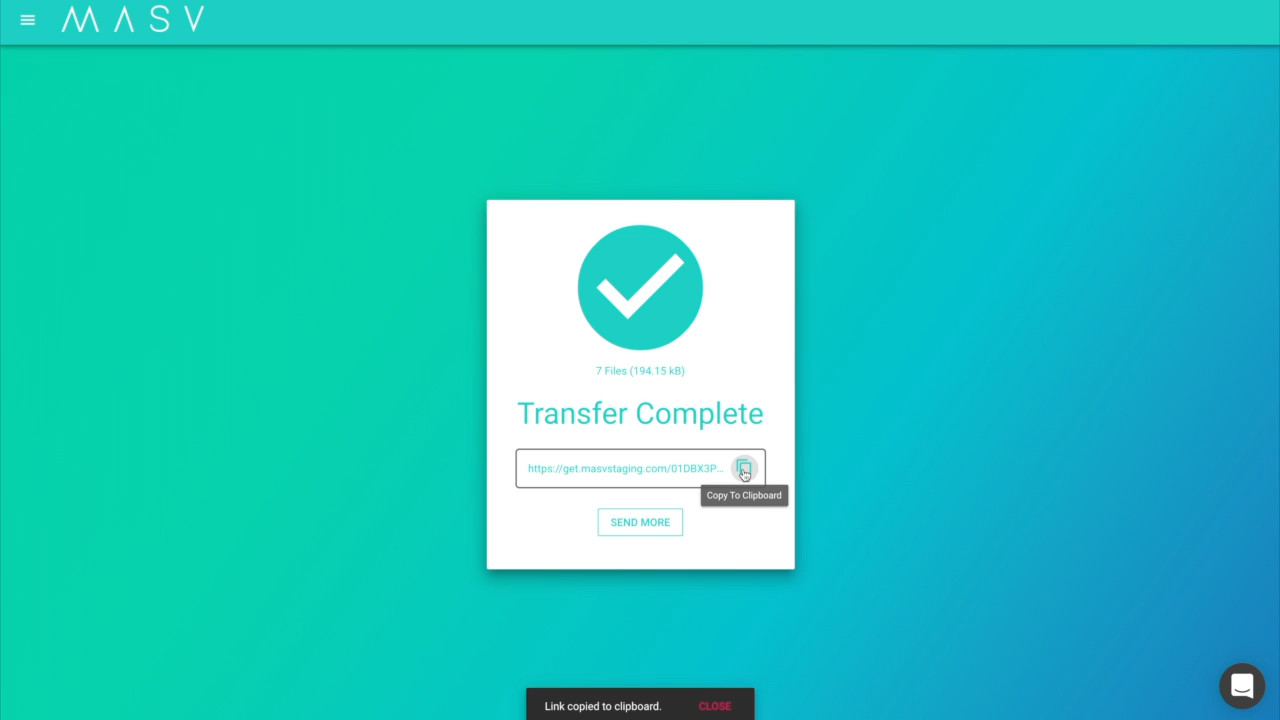 MASV
7 Files (194.15 kB)
Transfer Complete
https://get.masvstaging.com/01DBX3P...
Copy To Clipboard
SEND MORE
Link copied to clipboard. CLOSE